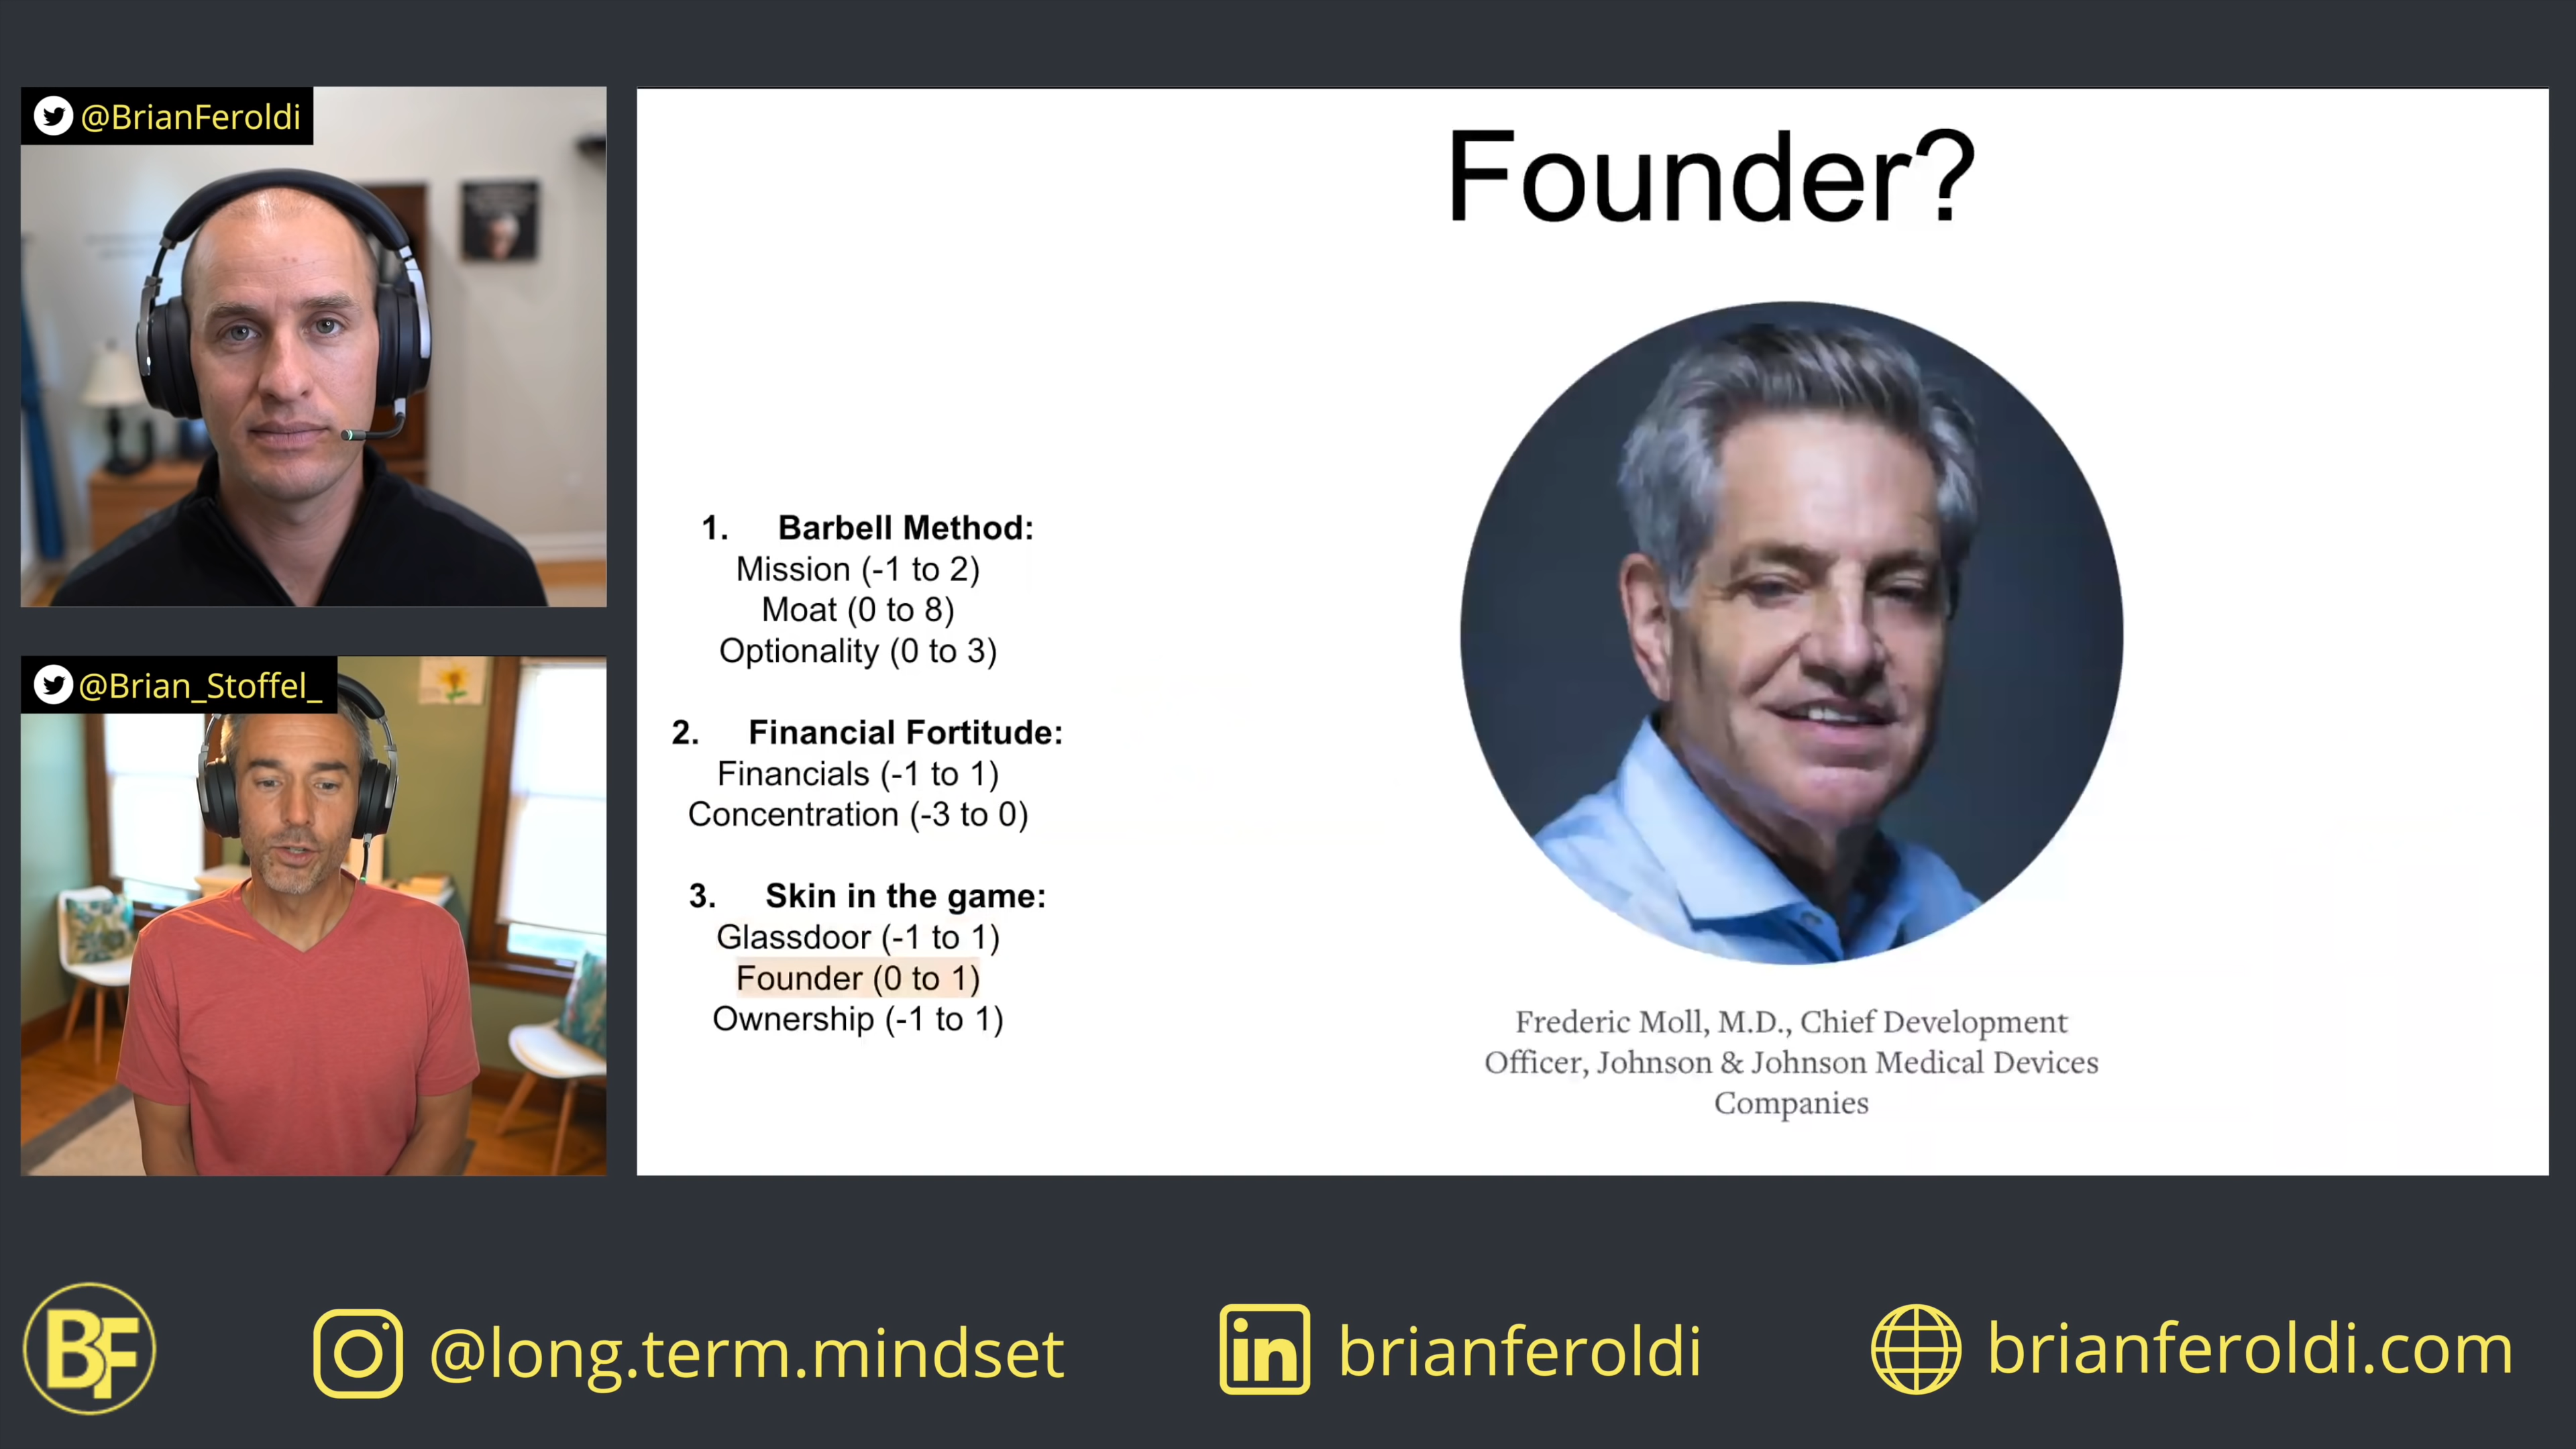 @BrianFeroldi
@Brian_Stoffel_
Founder?
1. Barbell Method:
Mission (-1 to 2)
Moat (0 to 8)
Optionality (0 to 3)
2. Financial Fortitude:
Financials (-1 to 1)
Concentration (-3 to 0)
3. Skin in the game:
Glassdoor (-1 to 1)
Founder (0 to 1)
Ownership (-1 to 1)
Frederic Moll, M.D., Chief Development
Officer, Johnson & Johnson Medical Devices
Companies
BF
@long.term.mindset
in
brianferoldi
brianferoldi.com